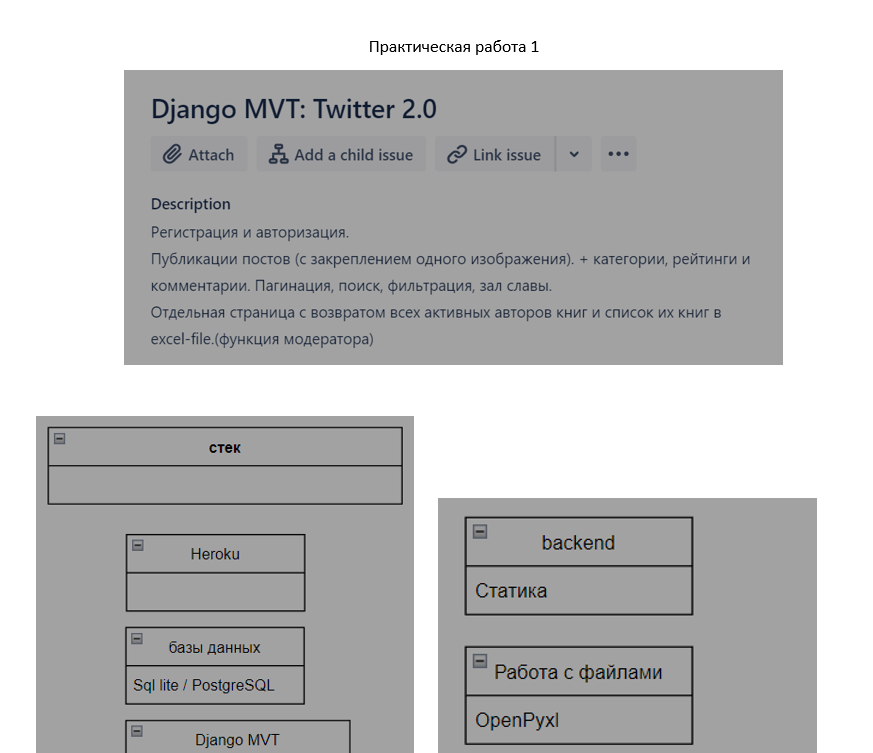 Практическая работа 1
Django MVT: Twitter 2.0
Attach
Add a child issue
Link issue
Description
Регистрация и авторизация.
Публикации постов (с закреплением одного изображения). + категории, рейтинги и
комментарии. Пагинация, поиск, фильтрация, зал славы.
Отдельная страница с возвратом всех активных авторов книг и список их книг в
excel-file.(функция модератора)
стек
Heroku
базы данных
Sql lite / PostgreSQL
Django MVT
backend
Статика
Работа с файлами
OpenPyxl